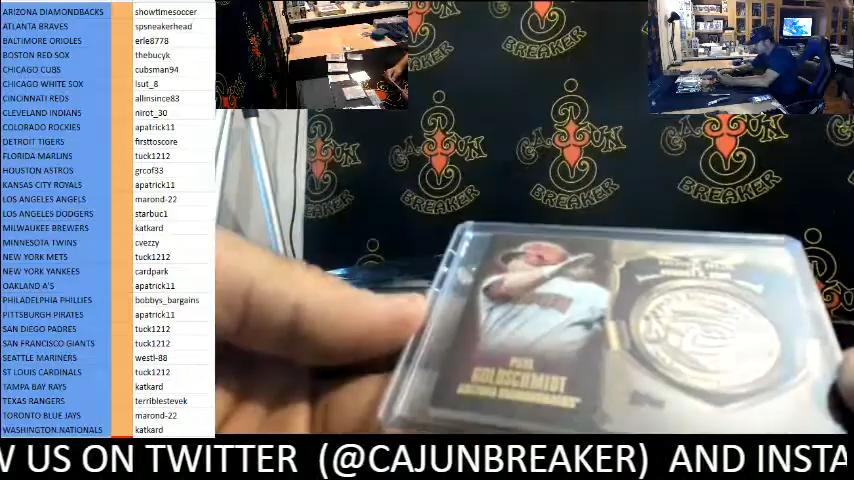 ARIZONA DIAMONDBACKS showtimesoccer
ATLANTA BRAVES spsneakerhead
BALTIMORE ORIOLES erle8778
BOSTON RED SOX thebucyk
CHICAGO CUBS cubsman94
CHICAGO WHITE SOX lsut_8
CINCINNATI REDS allinsince83
CLEVELAND INDIANS nirot_30
COLORADO ROCKIES apatrick11
DETROIT TIGERS firsttoscore
FLORIDA MARLINS tuck1212
HOUSTON ASTROS grcof33
KANSAS CITY ROYALS apatrick11
LOS ANGELES ANGELS marond-22
LOS ANGELES DODGERS starbuc1
MILWAUKEE BREWERS katkard
MINNESOTA TWINS cvezzy
NEW YORK METS tuck1212
NEW YORK YANKEES cardpark
OAKLAND A'S apatrick11
PHILADELPHIA PHILLIES bobbys_bargains
PITTSBURGH PIRATES apatrick11
SAN DIEGO PADRES tuck1212
SAN FRANCISCO GIANTS tuck1212
SEATTLE MARINERS westl-88
ST LOUIS CARDINALS tuck1212
TAMPA BAY RAYS katkard
TEXAS RANGERS terriblestevek
TORONTO BLUE JAYS marond-22
WASHINGTON NATIONALS katkard
CAJUN
BREAKER
PAUL
GOLDSCHMIDT
ARIZONA DIAMONDBACKS
W US ON TWITTER (@CAJUNBREAKER) AND INSTA